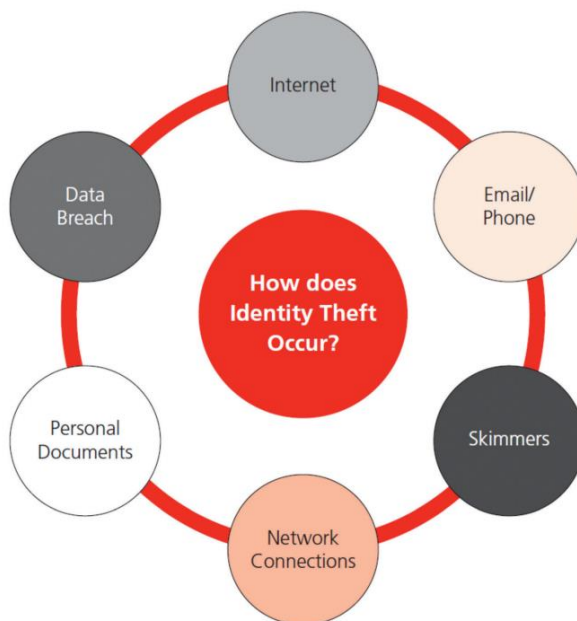 Internet
Email/
Phone
Skimmers
Network
Connections
Personal
Documents
Data
Breach
How does
Identity Theft
Occur?